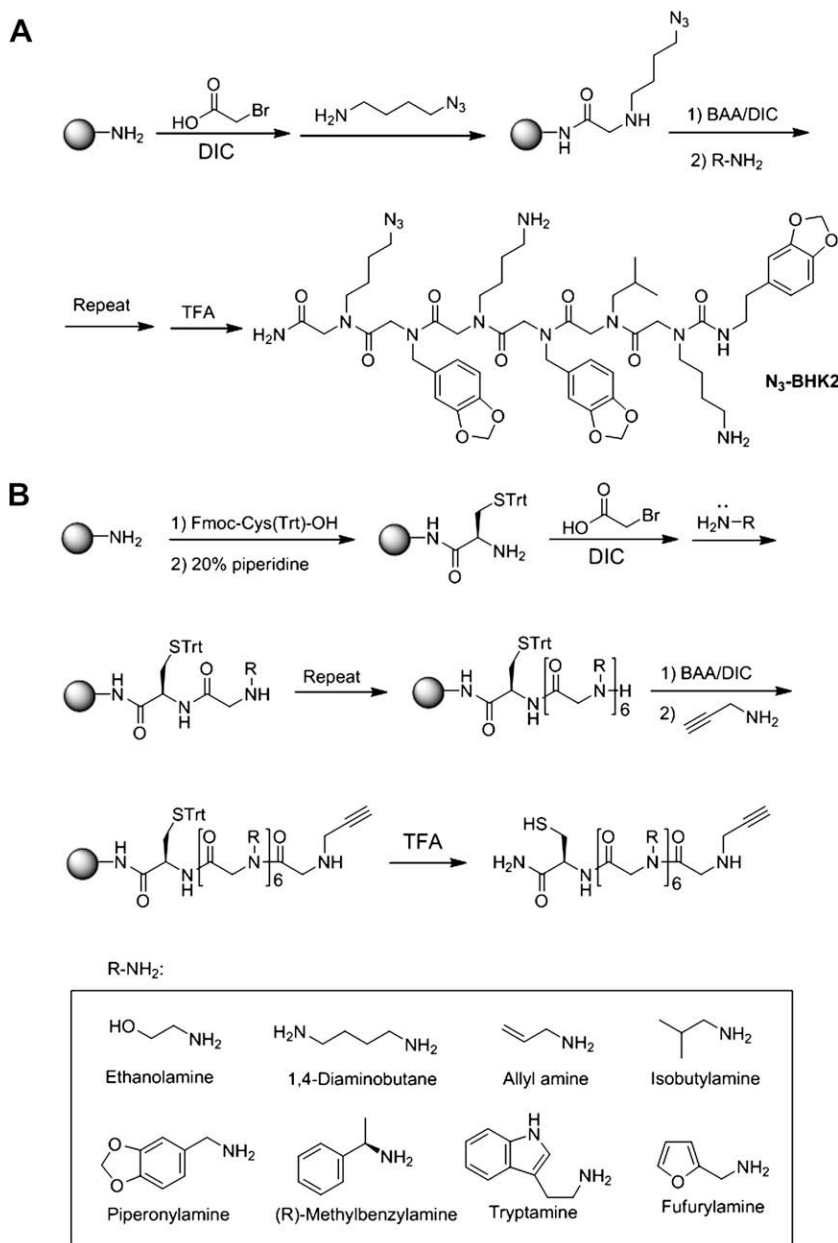 A
N3
O
HO
Br
NH2
DIC
H2N
N3
O
N
H
NH
1) BAA/DIC
2) R-NH2
Repeat
TFA
N3
NH2
O
O
H2N
O
N
O
N
O
N
O
N
O
N
O
N
O
N
H
O
O
O
O
O
O
NH2
N3-BHK2
B
NH2
1) Fmoc-Cys(Trt)-OH
2) 20% piperidine
STrt
H
N
O
NH2
O
HO
Br
DIC
H2N-R
STrt
H
N
O
N
H
O
R
NH
Repeat
STrt
H
N
O
N
H
O
R
N-H
6
1) BAA/DIC
2)
NH2
STrt
H
N
O
N
H
O
R
N
6
O
NH
TFA
HS
H2N
O
N
H
O
R
N
6
O
NH
R-NH2:
HO
NH2
H2N
NH2
NH2
NH2
Ethanolamine
1,4-Diaminobutane
Allyl amine
Isobutylamine
O
O
NH2
NH2
H
N
NH2
O
NH2
Piperonylamine
(R)-Methylbenzylamine
Tryptamine
Fufurylamine